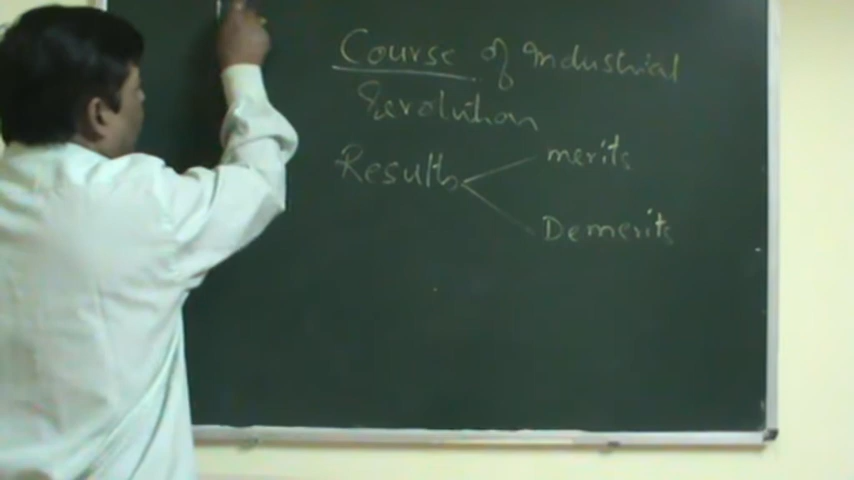 Course of Industrial
Revolution
Results merits
Demerits